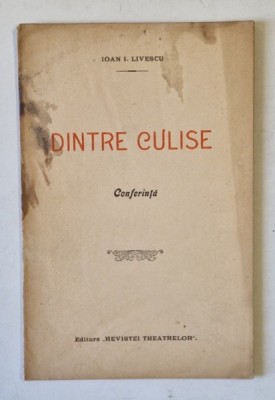 IOAN I. LIVESCU
DINTRE CULISE
Conferință
Editura „REVISTEI THEATRELOR".